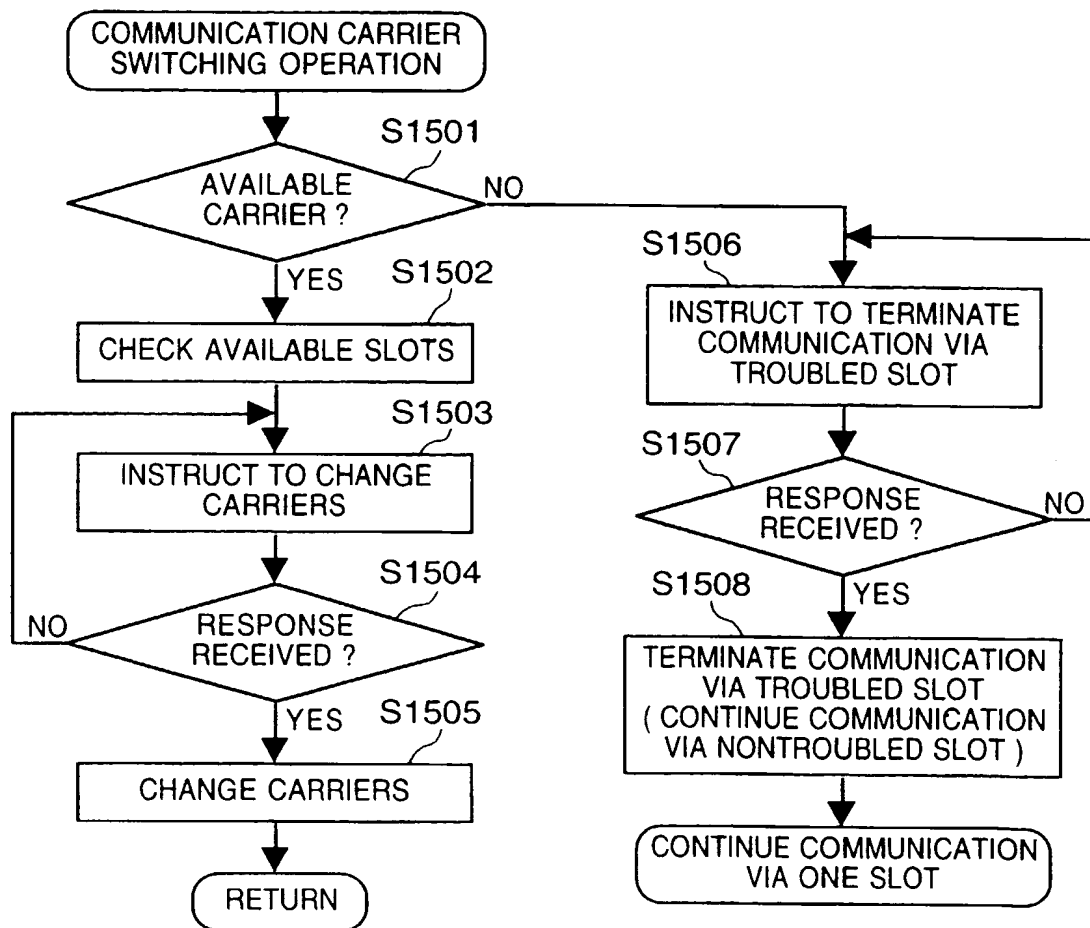 COMMUNICATION CARRIER
SWITCHING OPERATION
S1501
AVAILABLE
CARRIER ?
NO
YES
S1502
CHECK AVAILABLE SLOTS
S1503
INSTRUCT TO CHANGE
CARRIERS
S1504
RESPONSE
RECEIVED ?
NO
YES
S1505
CHANGE CARRIERS
RETURN
S1506
INSTRUCT TO TERMINATE
COMMUNICATION VIA
TROUBLED SLOT
S1507
RESPONSE
RECEIVED ?
NO
YES
S1508
TERMINATE COMMUNICATION
VIA TROUBLED SLOT
( CONTINUE COMMUNICATION
VIA NONTROUBLED SLOT )
CONTINUE COMMUNICATION
VIA ONE SLOT